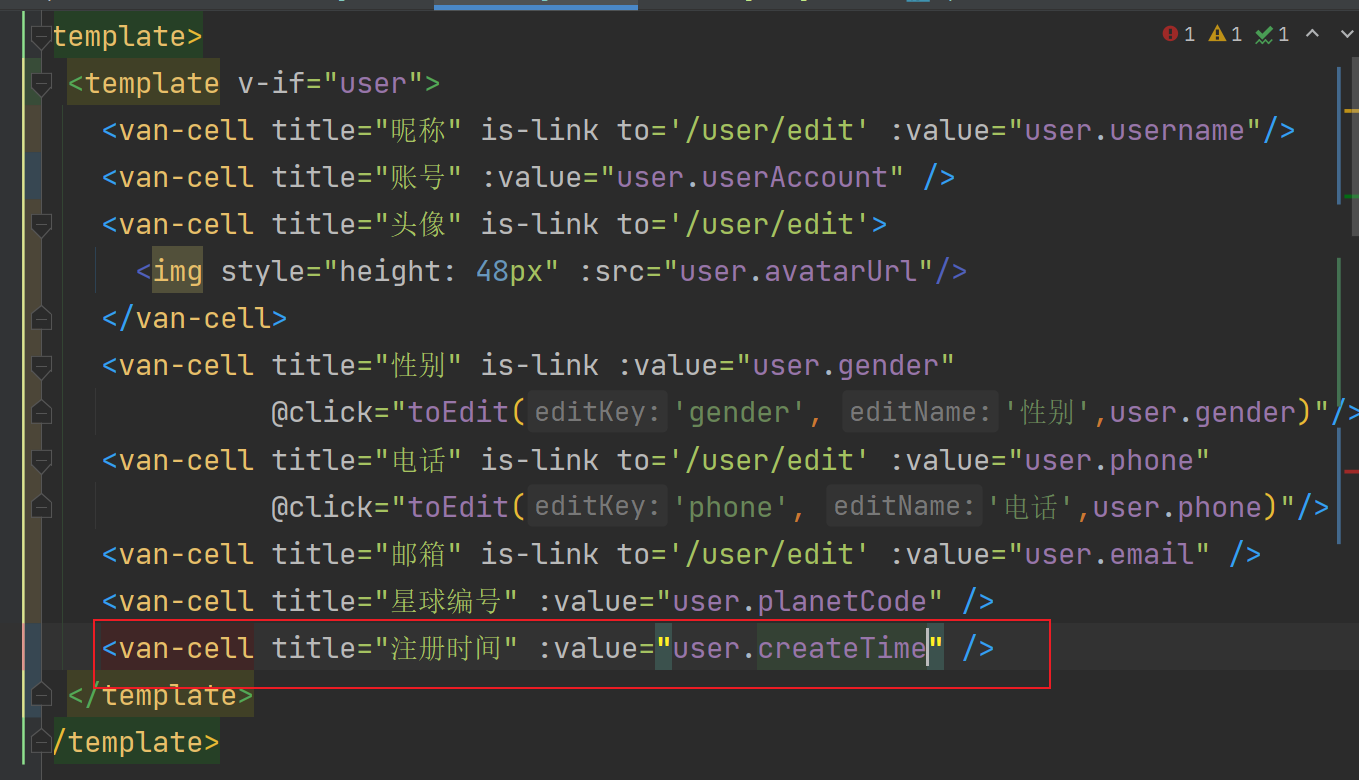 1 1 1
template>
<template v-if="user">
<van-cell title="昵称" is-link to='/user/edit' :value="user.username"/>
<van-cell title="账号" :value="user.userAccount" />
<van-cell title="头像" is-link to='/user/edit'>
<img style="height: 48px" :src="user.avatarUrl"/>
</van-cell>
<van-cell title="性别" is-link :value="user.gender"
@click="toEdit( editKey: 'gender', editName: '性别',user.gender)"/>
<van-cell title="电话" is-link to='/user/edit' :value="user.phone"
@click="toEdit( editKey: 'phone', editName: '电话',user.phone)"/>
<van-cell title="邮箱" is-link to='/user/edit' :value="user.email" />
<van-cell title="星球编号" :value="user.planetCode" />
<van-cell title="注册时间" :value="user.createTime" />
</template>
/template>